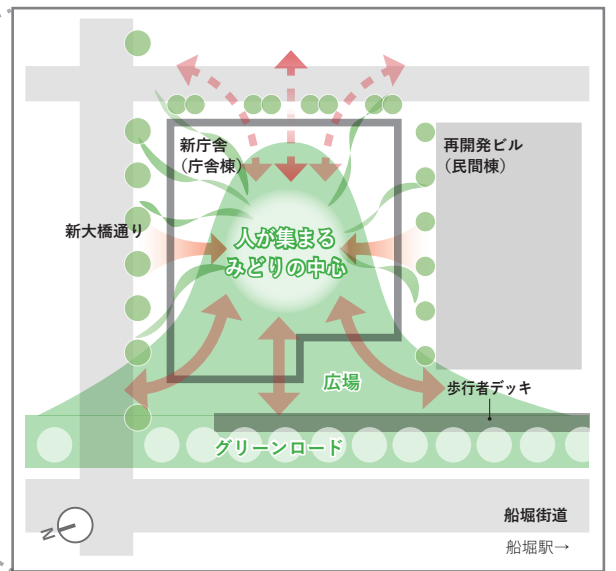 新庁舎
（庁舎棟）
再開発ビル
（民間棟）
新大橋通り
人が集まる
みどりの中心
広場
歩行者デッキ
グリーンロード
船堀街道
船堀駅→
N